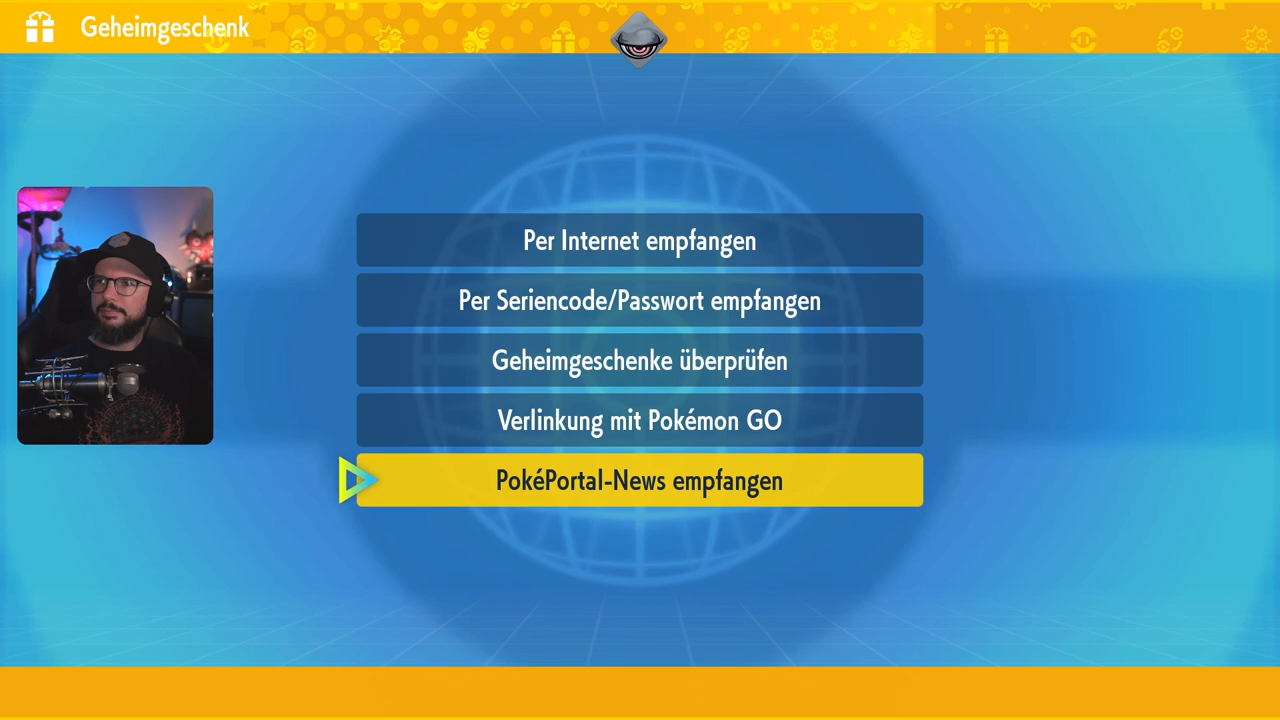 Geheimgeschenk
Per Internet empfangen
Per Seriencode/Passwort empfangen
Geheimgeschenke überprüfen
Verlinkung mit Pokémon GO
PokéPortal-News empfangen